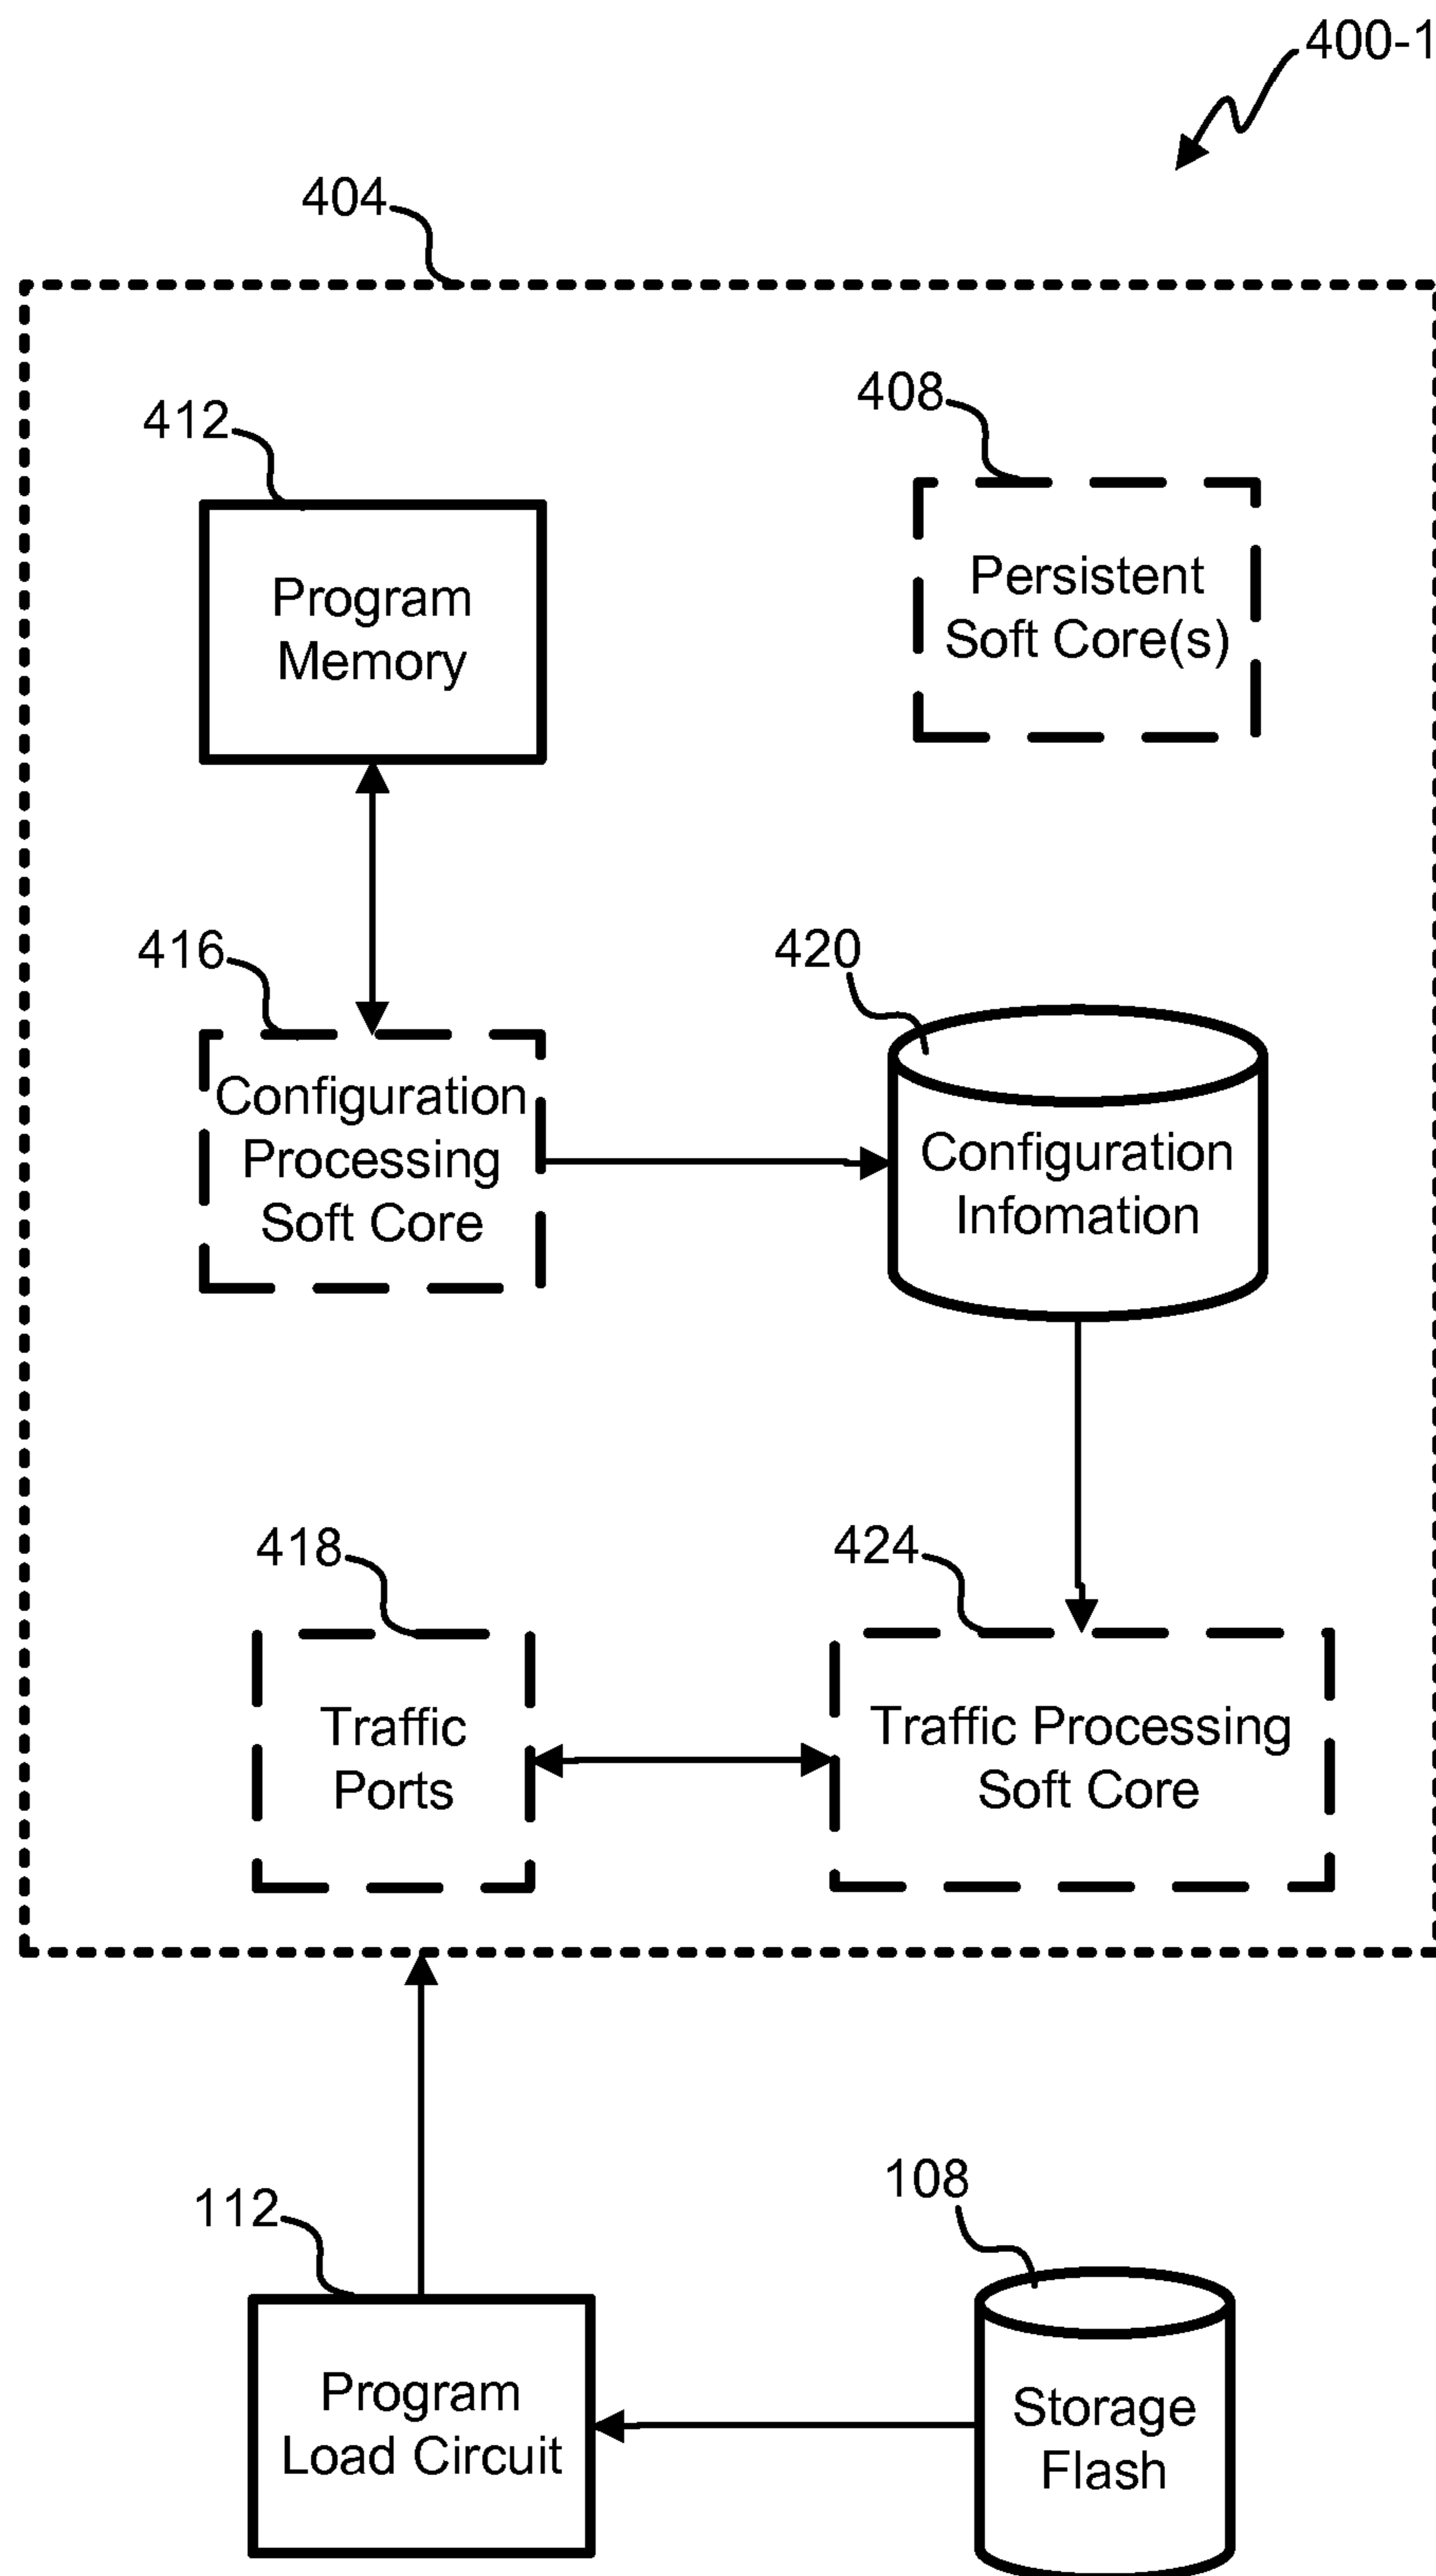 400-1
404
408
412
Persistent
Soft Core(s)
Program
Memory
416
420
Configuration
Processing
Soft Core
Configuration
Infomation
418
424
Traffic
Ports
Traffic Processing
Soft Core
108
112
Program
Load Circuit
Storage
Flash